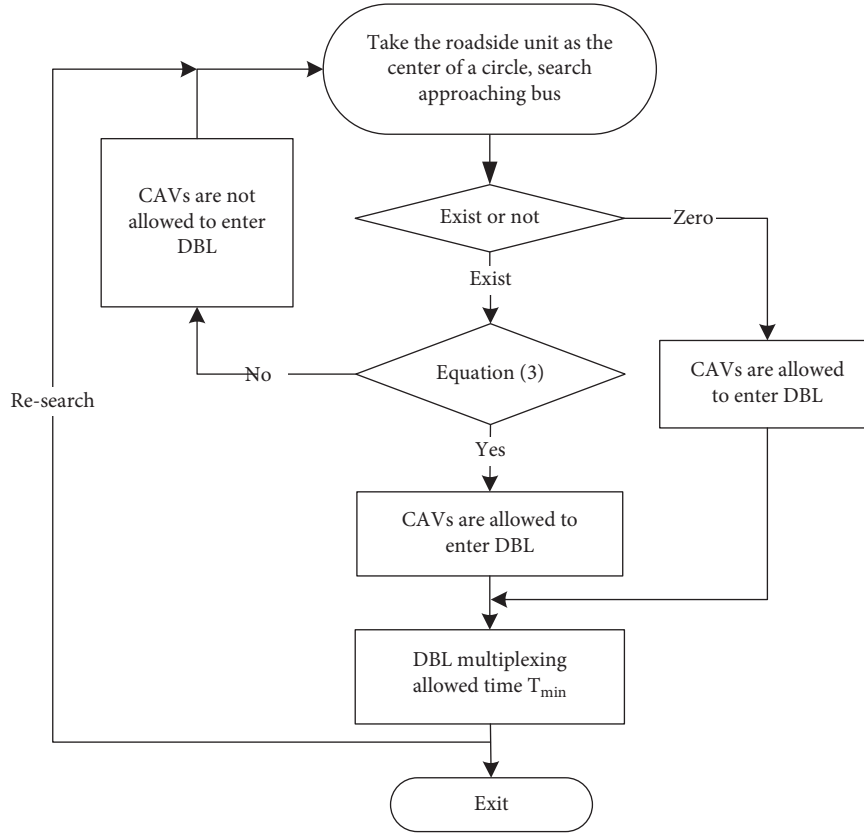 Take the roadside unit as the
center of a circle, search
approaching bus
CAVs are not
allowed to enter
DBL
Exist or not
Zero
Exist
Equation (3)
No
CAVs are allowed
to enter DBL
Re-search
Yes
CAVs are allowed to
enter DBL
DBL multiplexing
allowed time Tmin
Exit